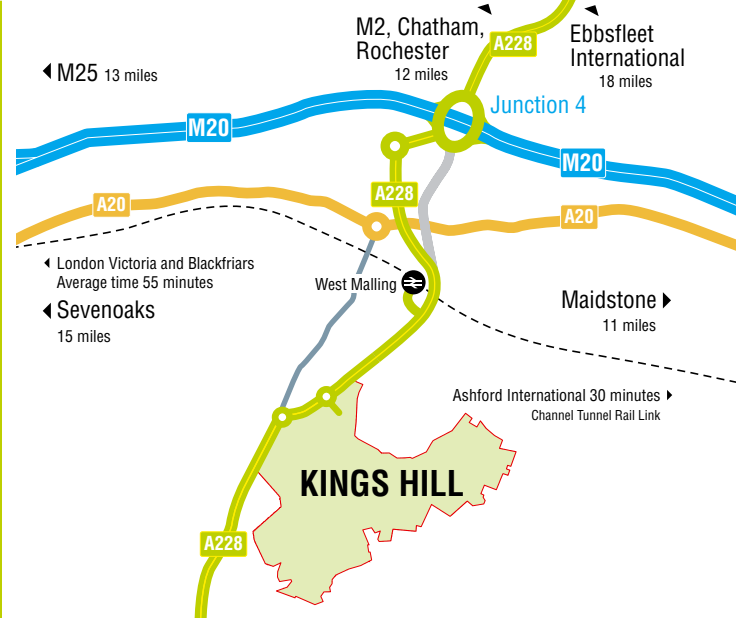 M2, Chatham,
Rochester
12 miles
A228
Ebbsfleet
International
18 miles
M25 13 miles
Junction 4
M20
M20
A228
A20
A20
London Victoria and Blackfriars
Average time 55 minutes
West Malling
Sevenoaks
15 miles
Maidstone
11 miles
Ashford International 30 minutes
Channel Tunnel Rail Link
KINGS HILL
A228